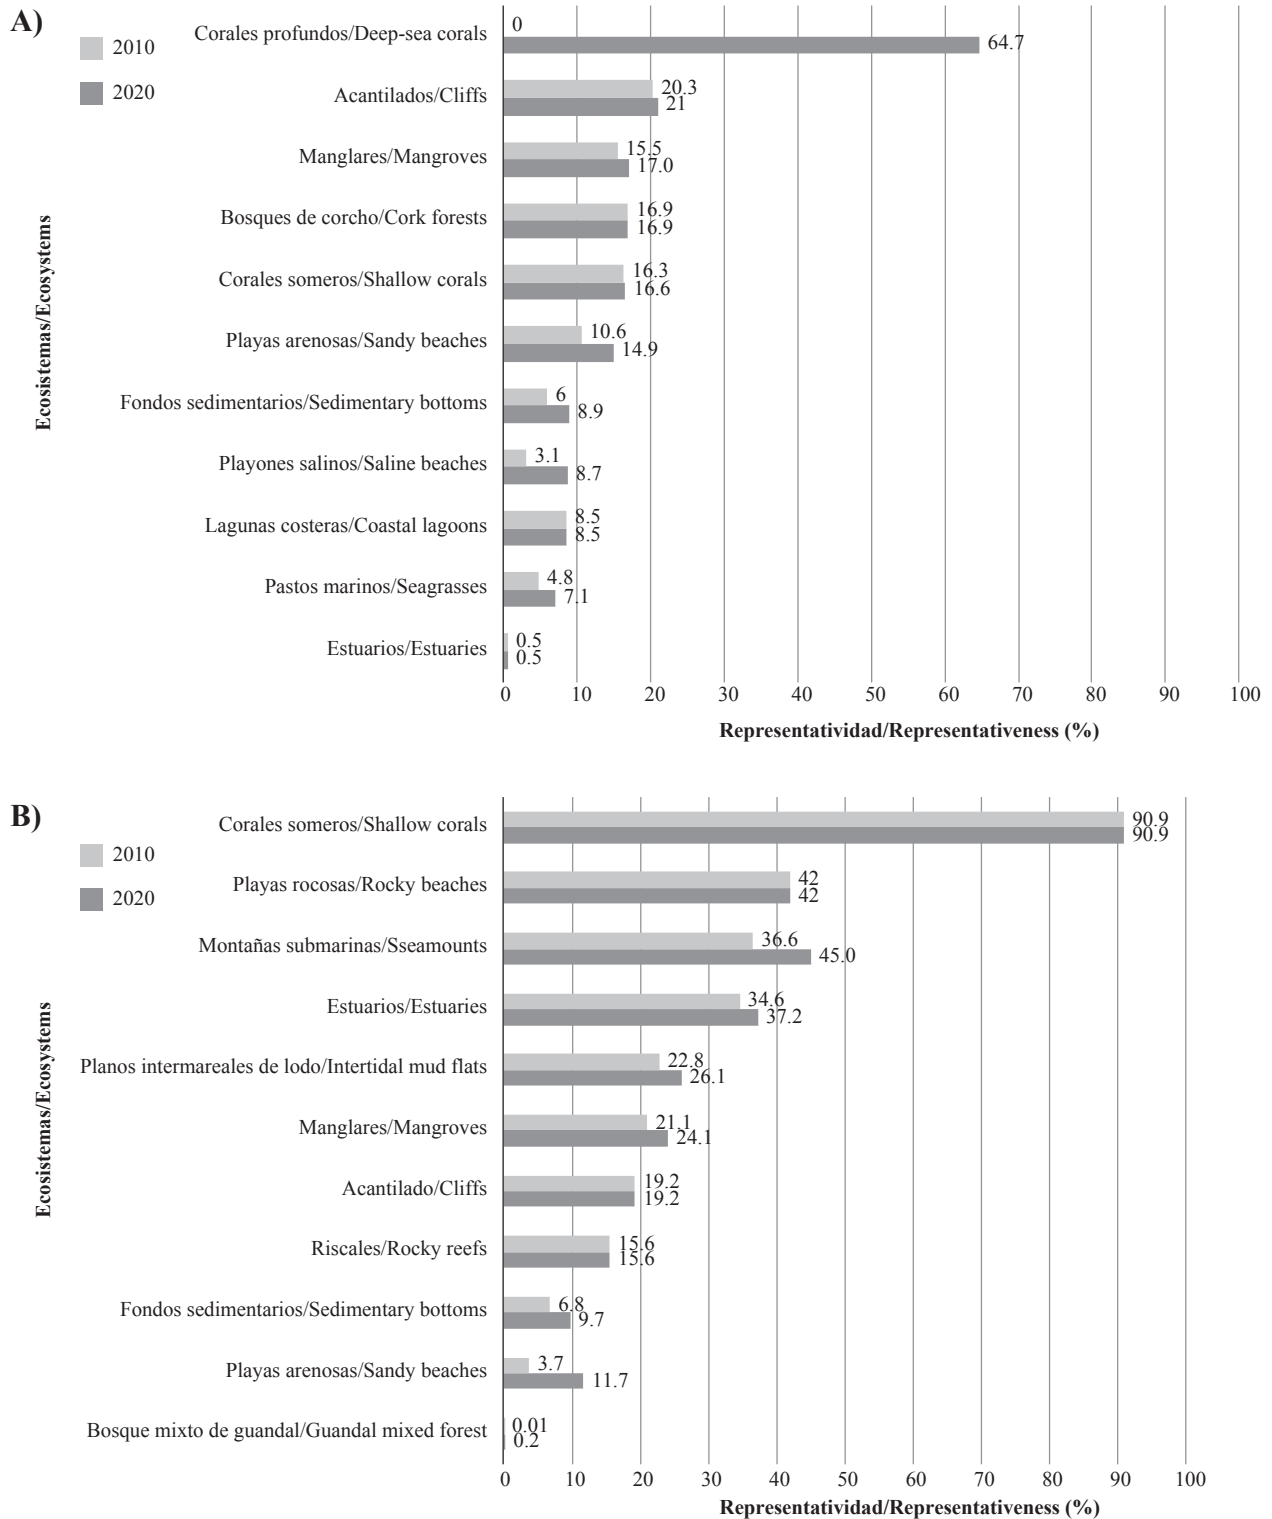 A)
2010
2020
Corales profundos/Deep-sea corals
0
64.7
Acantilados/Cliffs
20.3
21
Manglares/Mangroves
15.5
17.0
Bosques de corcho/Cork forests
16.9
16.9
Corales someros/Shallow corals
16.3
16.6
Playas arenosas/Sandy beaches
10.6
14.9
Fondos sedimentarios/Sedimentary bottoms
6
8.9
Playones salinos/Saline beaches
3.1
8.7
Lagunas costeras/Coastal lagoons
8.5
8.5
Pastos marinos/Seagrasses
4.8
7.1
Estuarios/Estuaries
0.5
0.5
Ecosistemas/Ecosystems
0 10 20 30 40 50 60 70 80 90 100
Representatividad/Representativeness (%)
B)
2010
2020
Corales someros/Shallow corals
90.9
90.9
Playas rocosas/Rocky beaches
42
42
Montañas submarinas/Sseamounts
36.6
45.0
Estuarios/Estuaries
34.6
37.2
Planos intermareales de lodo/Intertidal mud flats
22.8
26.1
Manglares/Mangroves
21.1
24.1
Acantilado/Cliffs
19.2
19.2
Riscales/Rocky reefs
15.6
15.6
Fondos sedimentarios/Sedimentary bottoms
6.8
9.7
Playas arenosas/Sandy beaches
3.7
11.7
Bosque mixto de guandal/Guandal mixed forest
0.01
0.2
Ecosistemas/Ecosystems
0 10 20 30 40 50 60 70 80 90 100
Representatividad/Representativeness (%)